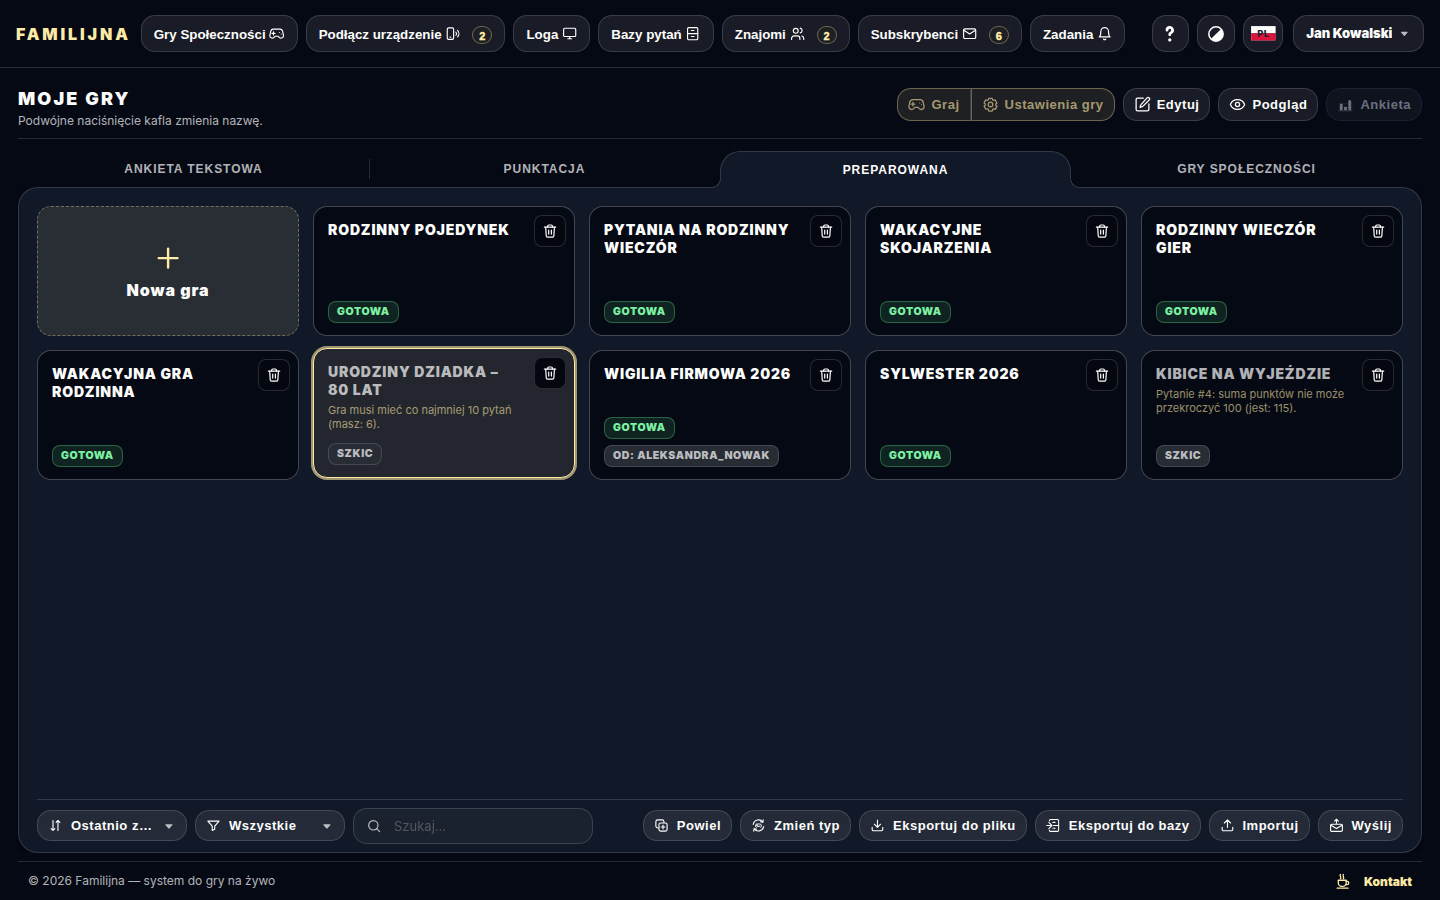 FAMILIJNA
Gry Społeczności
Podłącz urządzenie 2
Loga
Bazy pytań
Znajomi 2
Subskrybenci 6
Zadania
?
PL
Jan Kowalski
MOJE GRY
Podwójne naciśnięcie kafla zmienia nazwę.
Graj
Ustawienia gry
Edytuj
Podgląd
Ankieta
ANKIETA TEKSTOWA
PUNKTACJA
PREPAROWANA
GRY SPOŁECZNOŚCI
Nowa gra
RODZINNY POJEDYNEK
GOTOWA
PYTANIA NA RODZINNY
WIECZÓR
GOTOWA
WAKACYJNE
SKOJARZENIA
GOTOWA
RODZINNY WIECZÓR
GIER
GOTOWA
WAKACYJNA GRA
RODZINNA
GOTOWA
URODZINY DZIADKA –
80 LAT
Gra musi mieć co najmniej 10 pytań
(masz: 6).
SZKIC
WIGILIA FIRMOWA 2026
GOTOWA
OD: ALEKSANDRA_NOWAK
SYLWESTER 2026
GOTOWA
KIBICE NA WYJEŹDZIE
Pytanie #4: suma punktów nie może
przekroczyć 100 (jest: 115).
SZKIC
Ostatnio z...
Wszystkie
Szukaj...
Powiel
Zmień typ
Eksportuj do pliku
Eksportuj do bazy
Importuj
Wyślij
© 2026 Familijna — system do gry na żywo
Kontakt